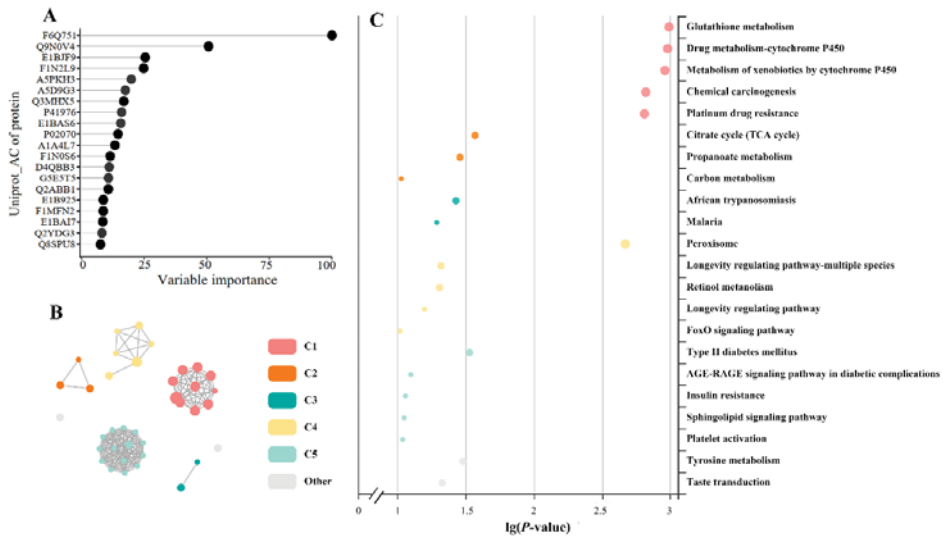 A
F6Q751
Q9N0V4
E1BJF9
F1N2L9
A5PKH3
A5D9G3
Q3MHX5
P41976
E1BAS6
P02070
A1A4L7
F1N0S6
D4QBB3
G5E5T5
Q2ABB1
E1B925
F1MFN2
E1BAI7
Q2YDG3
Q8SPU8
Uniprot_AC of protein
0 25 50 75 100
Variable importance
B
C1
C2
C3
C4
C5
Other
C
Glutathione metabolism
Drug metabolism-cytochrome P450
Metabolism of xenobiotics by cytochrome P450
Chemical carcinogenesis
Platinum drug resistance
Citrate cycle (TCA cycle)
Propanoate metabolism
Carbon metabolism
African trypanosomiasis
Malaria
Peroxisome
Longevity regulating pathway-multiple species
Retinol metanolism
Longevity regulating pathway
FoxO signaling pathway
Type II diabetes mellitus
AGE-RAGE signaling pathway in diabetic complications
Insulin resistance
Sphingolipid signaling pathway
Platelet activation
Tyrosine metabolism
Taste transduction
0 1 1.5 2 2.5 3
lg(P-value)